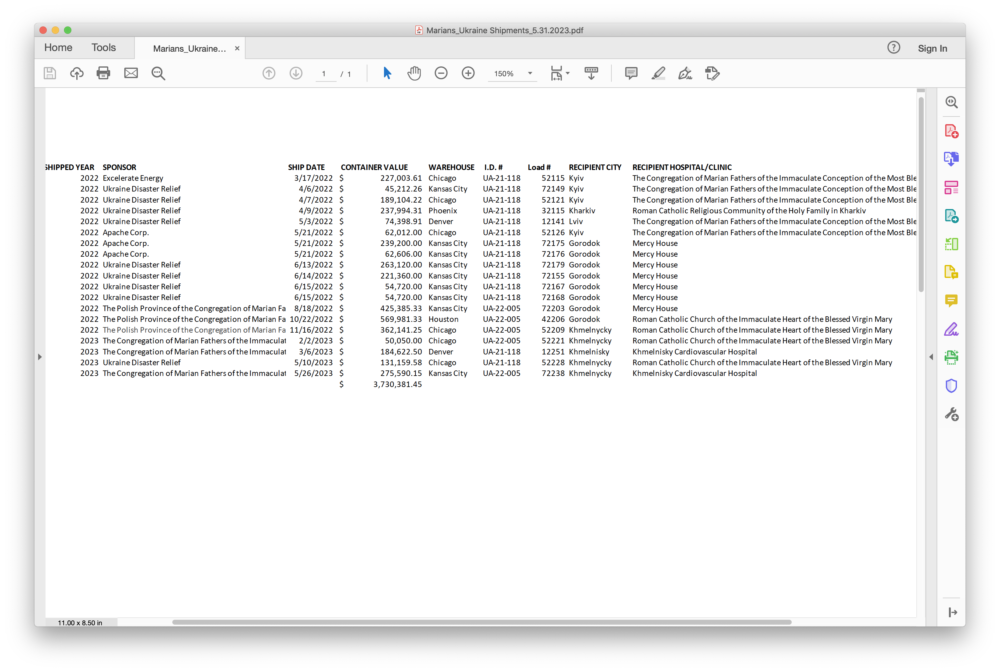 Marians_Ukraine Shipments_5.31.2023.pdf
Home Tools Marians_Ukraine... × ? Sign In
1 / 1 150%
SHIPPED YEAR SPONSOR SHIP DATE CONTAINER VALUE WAREHOUSE I.D. # Load # RECIPIENT CITY RECIPIENT HOSPITAL/CLINIC
2022 Excelerate Energy 3/17/2022 $ 227,003.61 Chicago UA-21-118 52115 Kyiv The Congregation of Marian Fathers of the Immaculate Conception of the Most Ble
2022 Ukraine Disaster Relief 4/6/2022 $ 45,212.26 Kansas City UA-21-118 72149 Kyiv The Congregation of Marian Fathers of the Immaculate Conception of the Most Ble
2022 Ukraine Disaster Relief 4/7/2022 $ 189,104.22 Chicago UA-21-118 52121 Kyiv The Congregation of Marian Fathers of the Immaculate Conception of the Most Ble
2022 Ukraine Disaster Relief 4/9/2022 $ 237,994.31 Phoenix UA-21-118 32115 Kharkiv Roman Catholic Religious Community of the Holy Family in Kharkiv
2022 Ukraine Disaster Relief 5/3/2022 $ 74,398.91 Denver UA-21-118 12141 Lviv The Congregation of Marian Fathers of the Immaculate Conception of the Most Ble
2022 Apache Corp. 5/21/2022 $ 62,012.00 Chicago UA-21-118 52126 Kyiv The Congregation of Marian Fathers of the Immaculate Conception of the Most Ble
2022 Apache Corp. 5/21/2022 $ 239,200.00 Kansas City UA-21-118 72175 Gorodok Mercy House
2022 Apache Corp. 5/21/2022 $ 62,606.00 Kansas City UA-21-118 72176 Gorodok Mercy House
2022 Ukraine Disaster Relief 6/13/2022 $ 263,120.00 Kansas City UA-21-118 72179 Gorodok Mercy House
2022 Ukraine Disaster Relief 6/14/2022 $ 221,360.00 Kansas City UA-21-118 72155 Gorodok Mercy House
2022 Ukraine Disaster Relief 6/15/2022 $ 54,720.00 Kansas City UA-21-118 72167 Gorodok Mercy House
2022 Ukraine Disaster Relief 6/15/2022 $ 54,720.00 Kansas City UA-21-118 72168 Gorodok Mercy House
2022 The Polish Province of the Congregation of Marian Fa 8/18/2022 $ 425,385.33 Kansas City UA-22-005 72203 Gorodok Mercy House
2022 The Polish Province of the Congregation of Marian Fa 10/22/2022 $ 569,981.33 Houston UA-22-005 42206 Gorodok Roman Catholic Church of the Immaculate Heart of the Blessed Virgin Mary
2022 The Polish Province of the Congregation of Marian Fa 11/16/2022 $ 362,141.25 Chicago UA-22-005 52209 Khmelnycky Roman Catholic Church of the Immaculate Heart of the Blessed Virgin Mary
2023 The Congregation of Marian Fathers of the Immaculat 2/2/2023 $ 50,050.00 Chicago UA-22-005 52221 Khmelnycky Roman Catholic Church of the Immaculate Heart of the Blessed Virgin Mary
2023 The Congregation of Marian Fathers of the Immaculat 3/6/2023 $ 184,622.50 Denver UA-21-118 12251 Khmelnisky Khmelnisky Cardiovascular Hospital
2023 Ukraine Disaster Relief 5/10/2023 $ 131,159.58 Chicago UA-21-118 52228 Khmelnycky Roman Catholic Church of the Immaculate Heart of the Blessed Virgin Mary
2023 The Congregation of Marian Fathers of the Immaculat 5/26/2023 $ 275,590.15 Kansas City UA-22-005 72238 Khmelnycky Khmelnisky Cardiovascular Hospital
$ 3,730,381.45
11.00 x 8.50 in